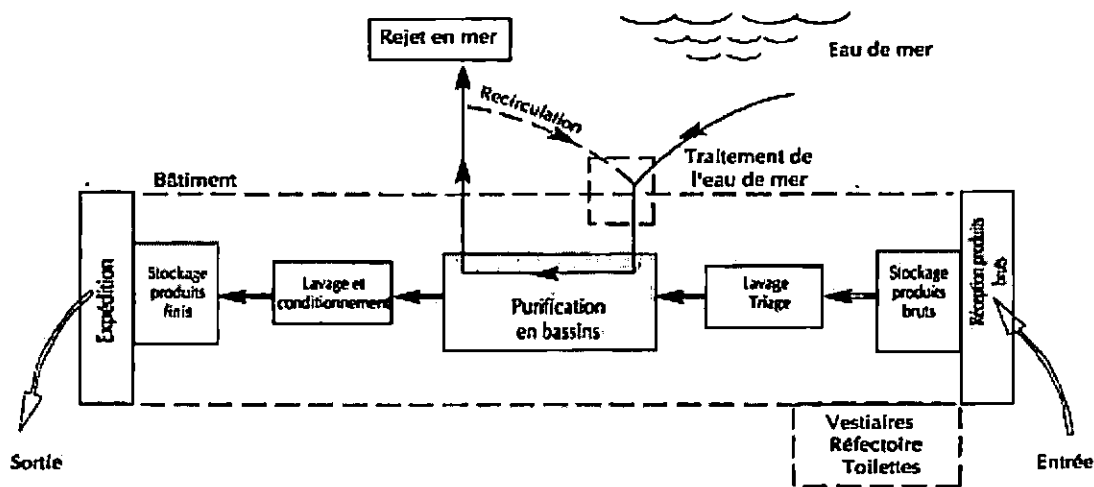 Rejet en mer
Eau de mer
Recirculation
Traitement de
l'eau de mer
Bâtiment
Expédition
Stockage
produits
finis
Lavage et
conditionnement
Purification
en bassins
Lavage
Triage
Stockage
produits
bruts
Réception produits
bruts
Vestiaires
Réfectoire
Toilettes
Sortie
Entrée